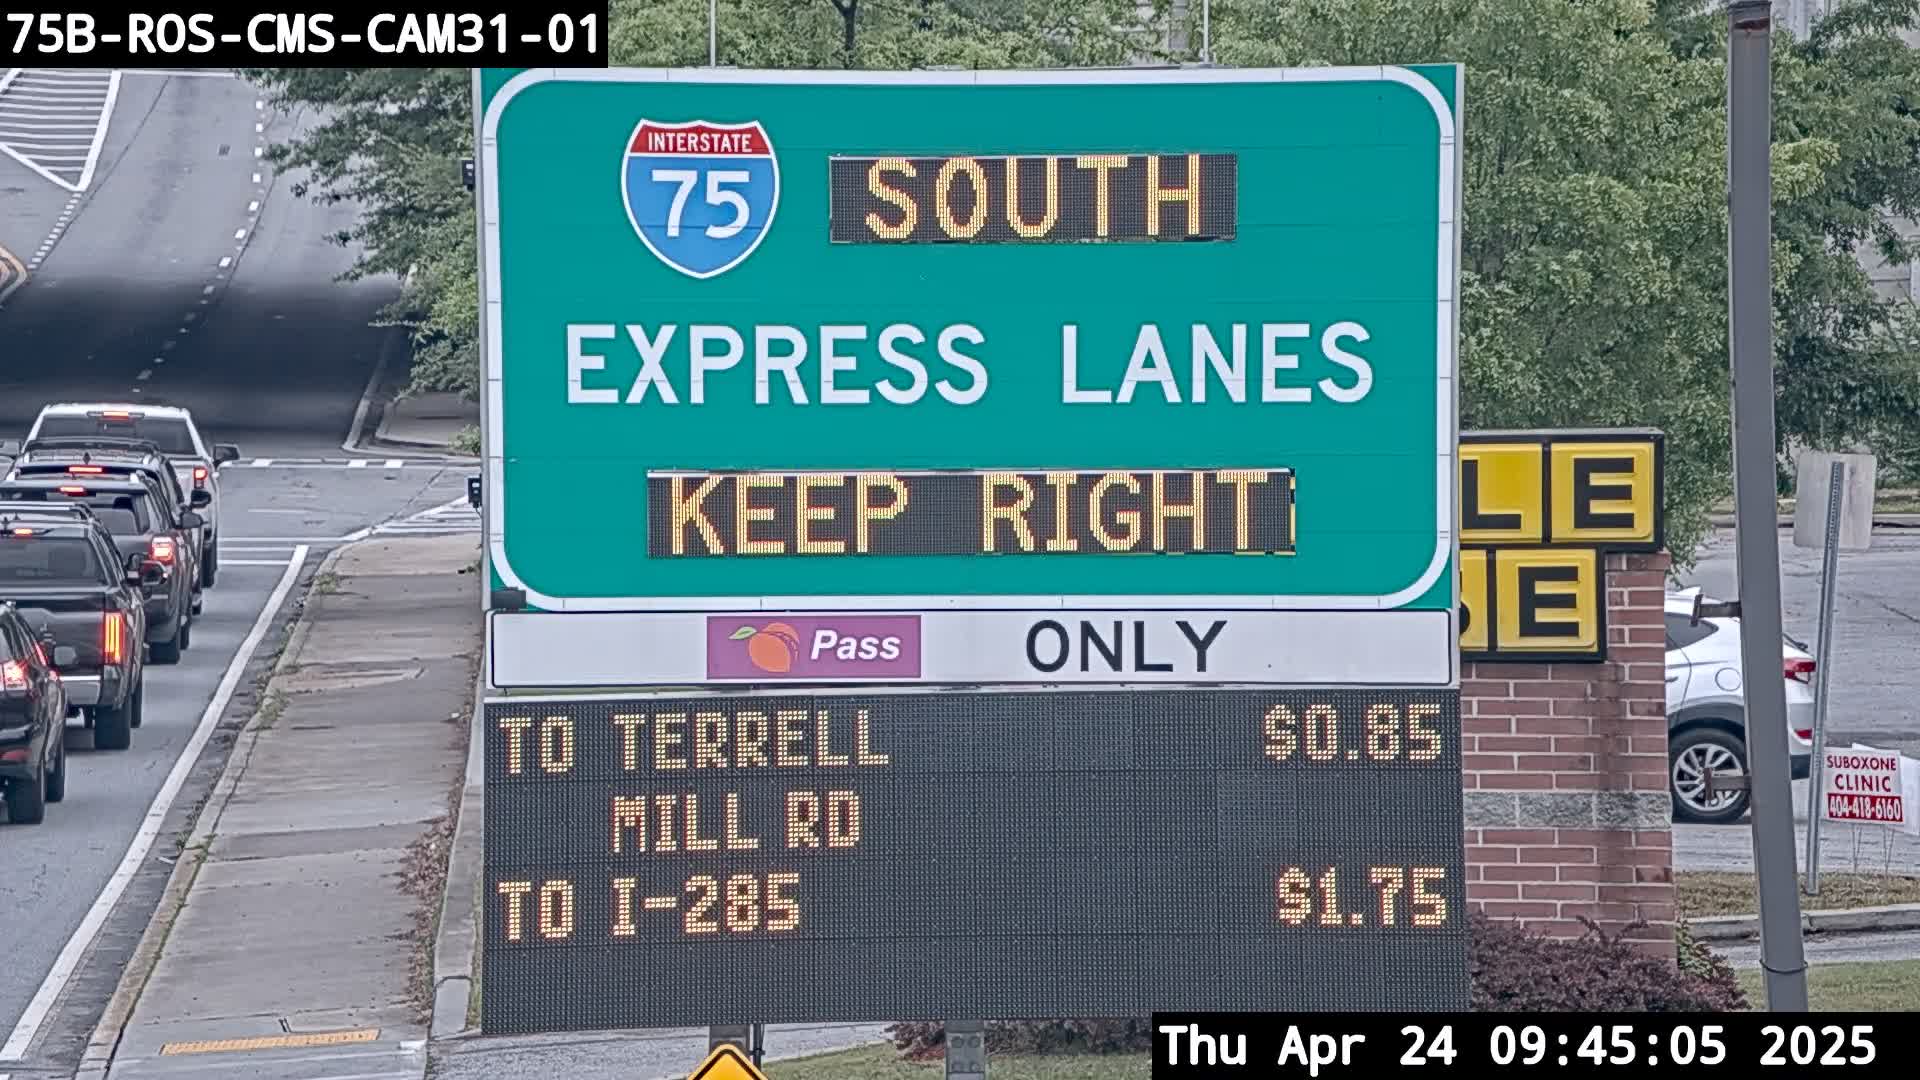 75B-ROS-CMS-CAM31-01
INTERSTATE
75
SOUTH
EXPRESS LANES
KEEP RIGHT
Pass ONLY
TO TERRELL $0.85
MILL RD
TO I-285 $1.75
LE
E
SUBOXONE
CLINIC
404-418-6160
Thu Apr 24 09:45:05 2025